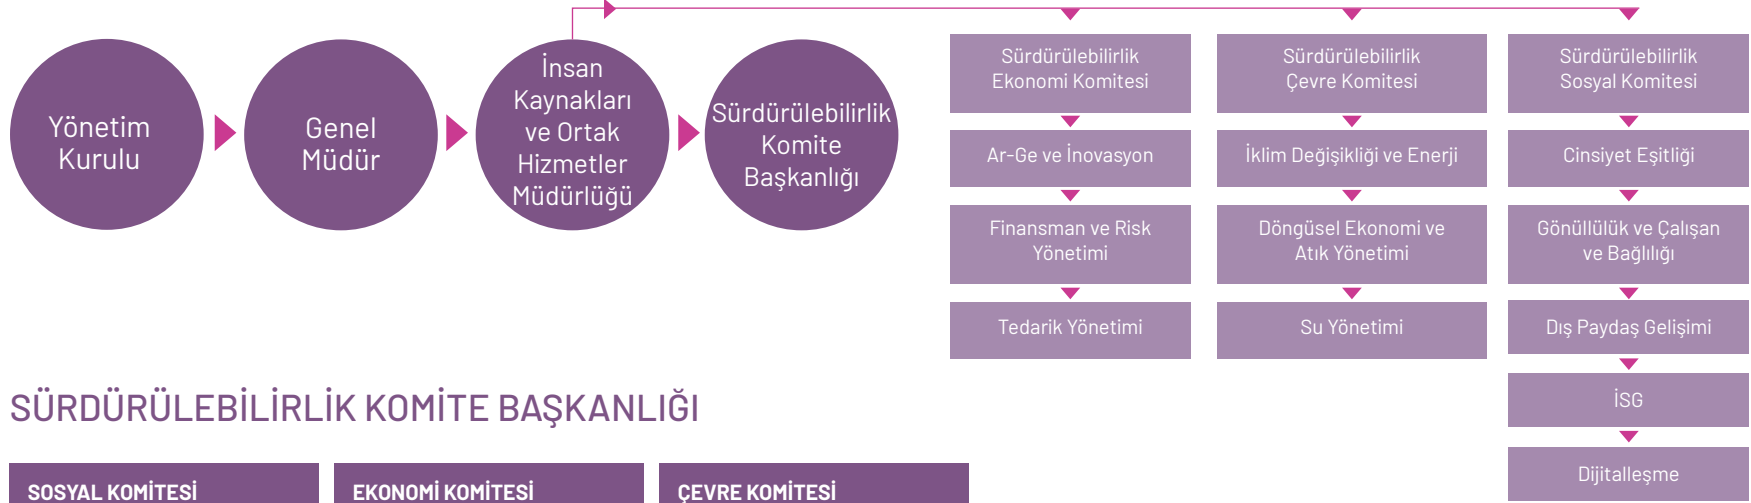 Yönetim
Kurulu
Genel
Müdür
İnsan
Kaynakları
ve Ortak
Hizmetler
Müdürlüğü
Sürdürülebilirlik
Komite
Başkanlığı
Sürdürülebilirlik
Ekonomi Komitesi
Ar-Ge ve İnovasyon
Finansman ve Risk
Yönetimi
Tedarik Yönetimi
Sürdürülebilirlik
Çevre Komitesi
İklim Değişikliği ve Enerji
Döngüsel Ekonomi ve
Atık Yönetimi
Su Yönetimi
Sürdürülebilirlik
Sosyal Komitesi
Cinsiyet Eşitliği
Gönüllülük ve Çalışan
ve Bağlılığı
Dış Paydaş Gelişimi
İSG
Dijitalleşme
SÜRDÜRÜLEBİLİRLİK KOMİTE BAŞKANLIĞI
SOSYAL KOMİTESİ
EKONOMİ KOMİTESİ
ÇEVRE KOMİTESİ